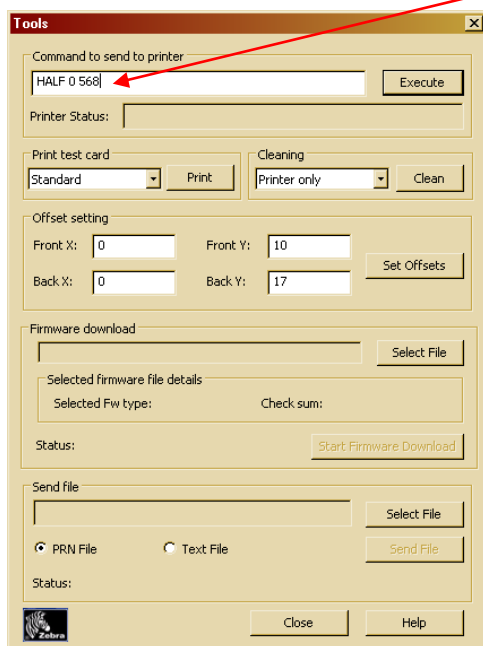 Tools
Command to send to printer
HALF 0 568
Execute
Printer Status:
Print test card
Standard
Print
Cleaning
Printer only
Clean
Offset setting
Front X: 0 Front Y: 10
Back X: 0 Back Y: 17
Set Offsets
Firmware download
Select File
Selected firmware file details
Selected Fw type: Check sum:
Status:
Start Firmware Download
Send file
Select File
PRN File Text File
Send File
Status:
Zebra
Close
Help